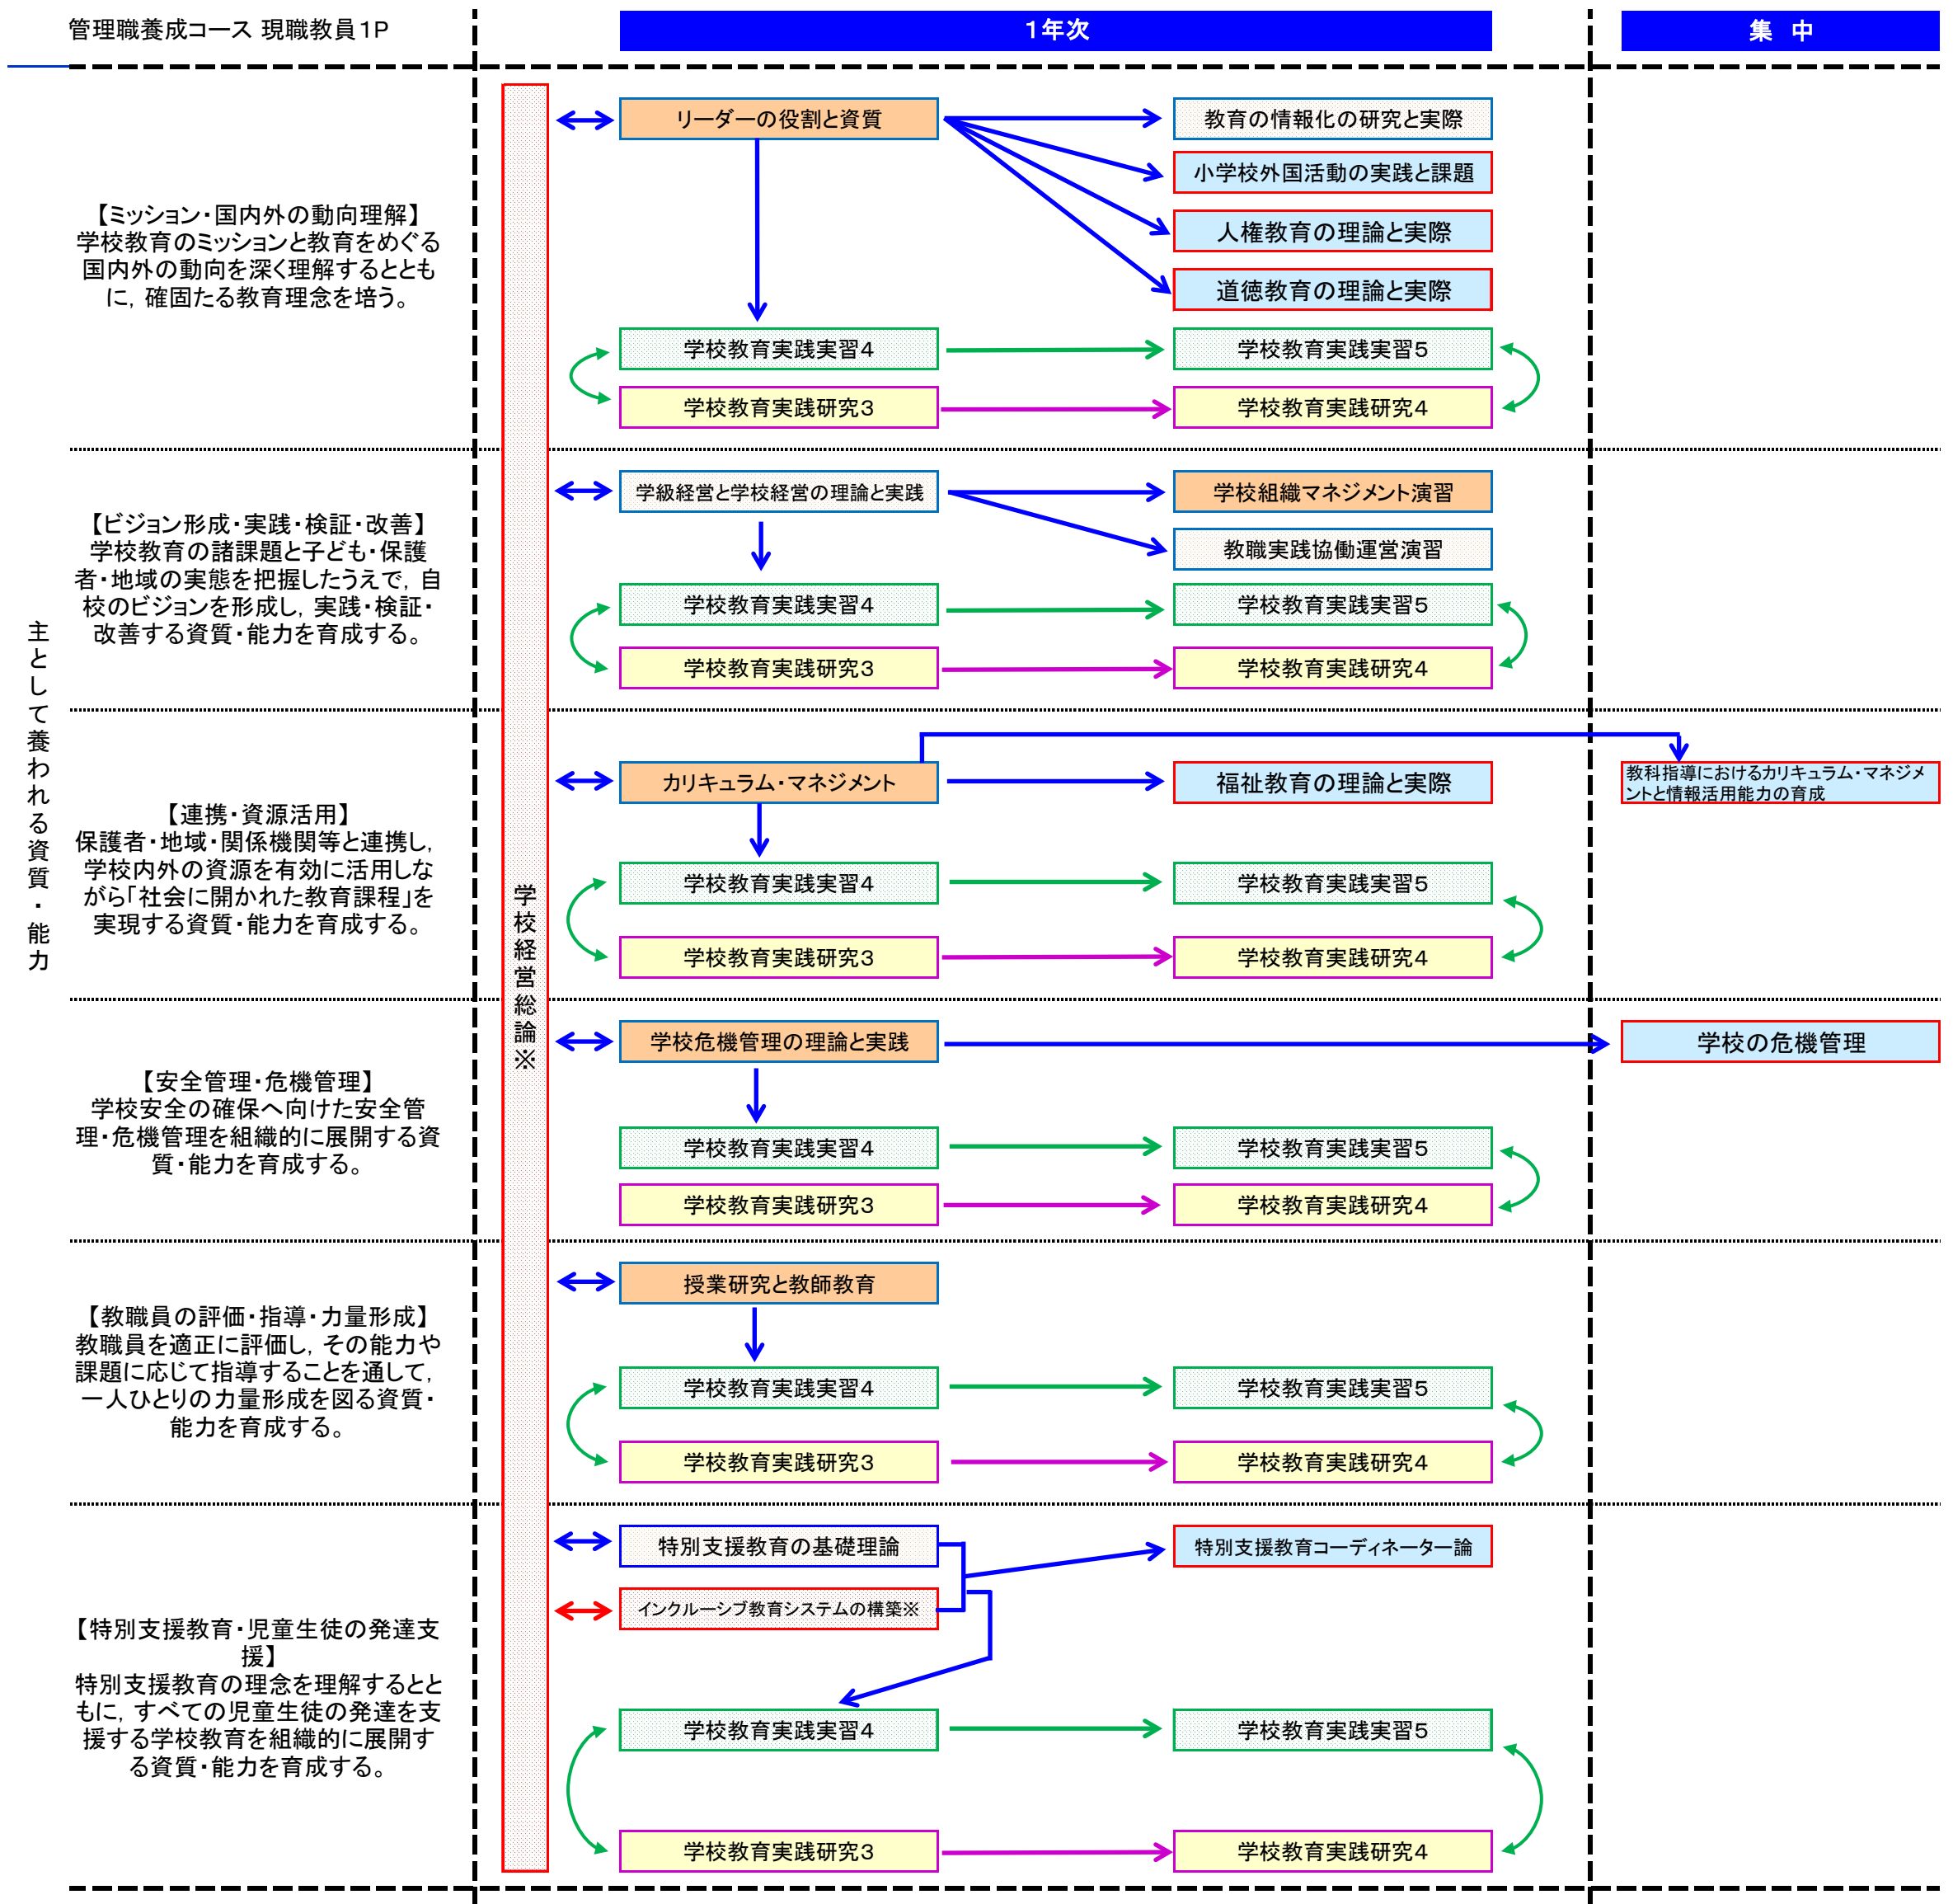 管理職養成コース 現職教員1P
1年次
集　中
主として養われる資質・能力
学校経営総論※
【ミッション・国内外の動向理解】
学校教育のミッションと教育をめぐる
国内外の動向を深く理解するととも
に，確固たる教育理念を培う。
リーダーの役割と資質
教育の情報化の研究と実際
小学校外国活動の実践と課題
人権教育の理論と実際
道徳教育の理論と実際
学校教育実践実習4
学校教育実践実習5
学校教育実践研究3
学校教育実践研究4
【ビジョン形成・実践・検証・改善】
学校教育の諸課題と子ども・保護
者・地域の実態を把握したうえで，自
校のビジョンを形成し，実践・検証・
改善する資質・能力を育成する。
学級経営と学校経営の理論と実践
学校組織マネジメント演習
教職実践協働運営演習
学校教育実践実習4
学校教育実践実習5
学校教育実践研究3
学校教育実践研究4
【連携・資源活用】
保護者・地域・関係機関等と連携し，
学校内外の資源を有効に活用しな
がら「社会に開かれた教育課程」を
実現する資質・能力を育成する。
カリキュラム・マネジメント
福祉教育の理論と実際
教科指導におけるカリキュラム・マネジメ
ントと情報活用能力の育成
学校教育実践実習4
学校教育実践実習5
学校教育実践研究3
学校教育実践研究4
【安全管理・危機管理】
学校安全の確保へ向けた安全管
理・危機管理を組織的に展開する資
質・能力を育成する。
学校危機管理の理論と実践
学校の危機管理
学校教育実践実習4
学校教育実践実習5
学校教育実践研究3
学校教育実践研究4
【教職員の評価・指導・力量形成】
教職員を適正に評価し，その能力や
課題に応じて指導することを通して，
一人ひとりの力量形成を図る資質・
能力を育成する。
授業研究と教師教育
学校教育実践実習4
学校教育実践実習5
学校教育実践研究3
学校教育実践研究4
【特別支援教育・児童生徒の発達支
援】
特別支援教育の理念を理解するとと
もに，すべての児童生徒の発達を支
援する学校教育を組織的に展開す
る資質・能力を育成する。
特別支援教育の基礎理論
特別支援教育コーディネーター論
インクルーシブ教育システムの構築※
学校教育実践実習4
学校教育実践実習5
学校教育実践研究3
学校教育実践研究4